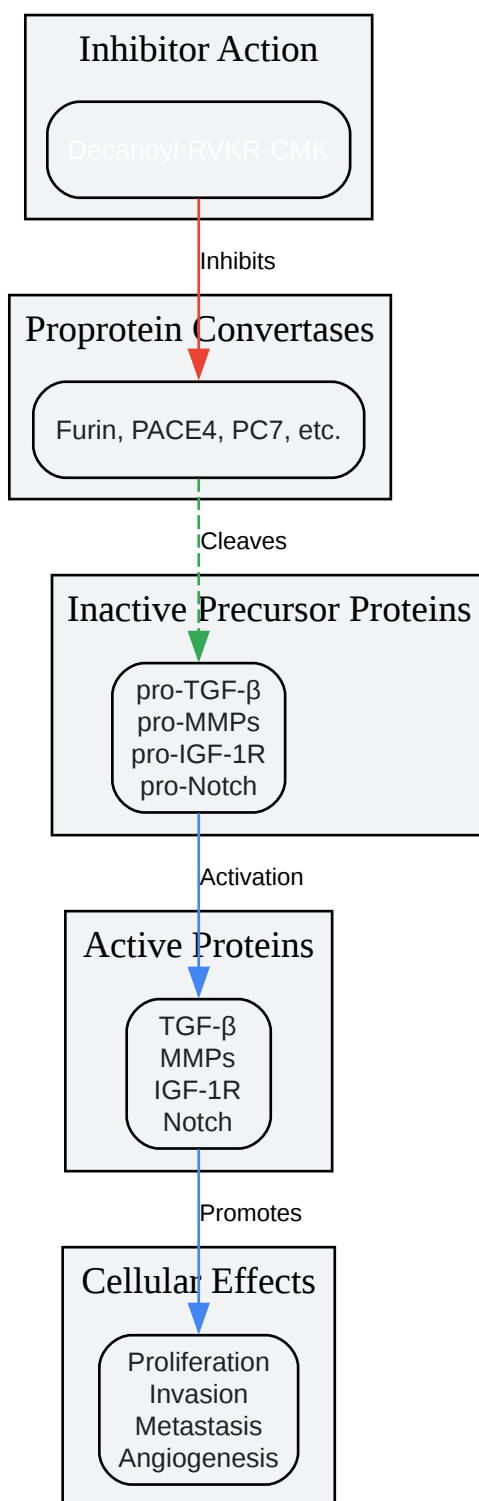 Inhibitor Action
Decanoyl-RVKR-CMK
Inhibits
Proprotein Convertases
Furin, PACE4, PC7, etc.
Cleaves
Inactive Precursor Proteins
pro-TGF-β
pro-MMPs
pro-IGF-1R
pro-Notch
Activation
Active Proteins
TGF-β
MMPs
IGF-1R
Notch
Promotes
Cellular Effects
Proliferation
Invasion
Metastasis
Angiogenesis